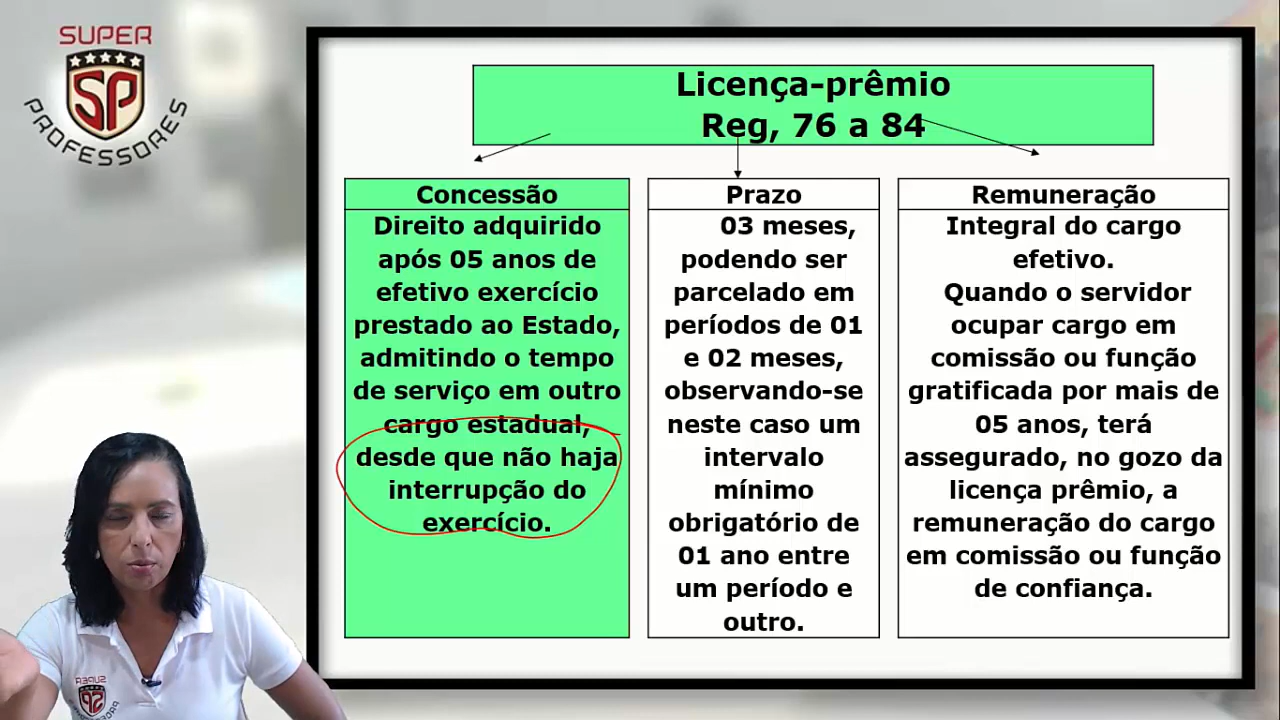 SUPER
SP
PROFESSORES
Licença-prêmio
Reg, 76 a 84
Concessão
Direito adquirido
após 05 anos de
efetivo exercício
prestado ao Estado,
admitindo o tempo
de serviço em outro
cargo estadual,
desde que não haja
interrupção do
exercício.
Prazo
03 meses,
podendo ser
parcelado em
períodos de 01
e 02 meses,
observando-se
neste caso um
intervalo
mínimo
obrigatório de
01 ano entre
um período e
outro.
Remuneração
Integral do cargo
efetivo.
Quando o servidor
ocupar cargo em
comissão ou função
gratificada por mais de
05 anos, terá
assegurado, no gozo da
licença prêmio, a
remuneração do cargo
em comissão ou função
de confiança.
SUPER
SP
PROFESSORES